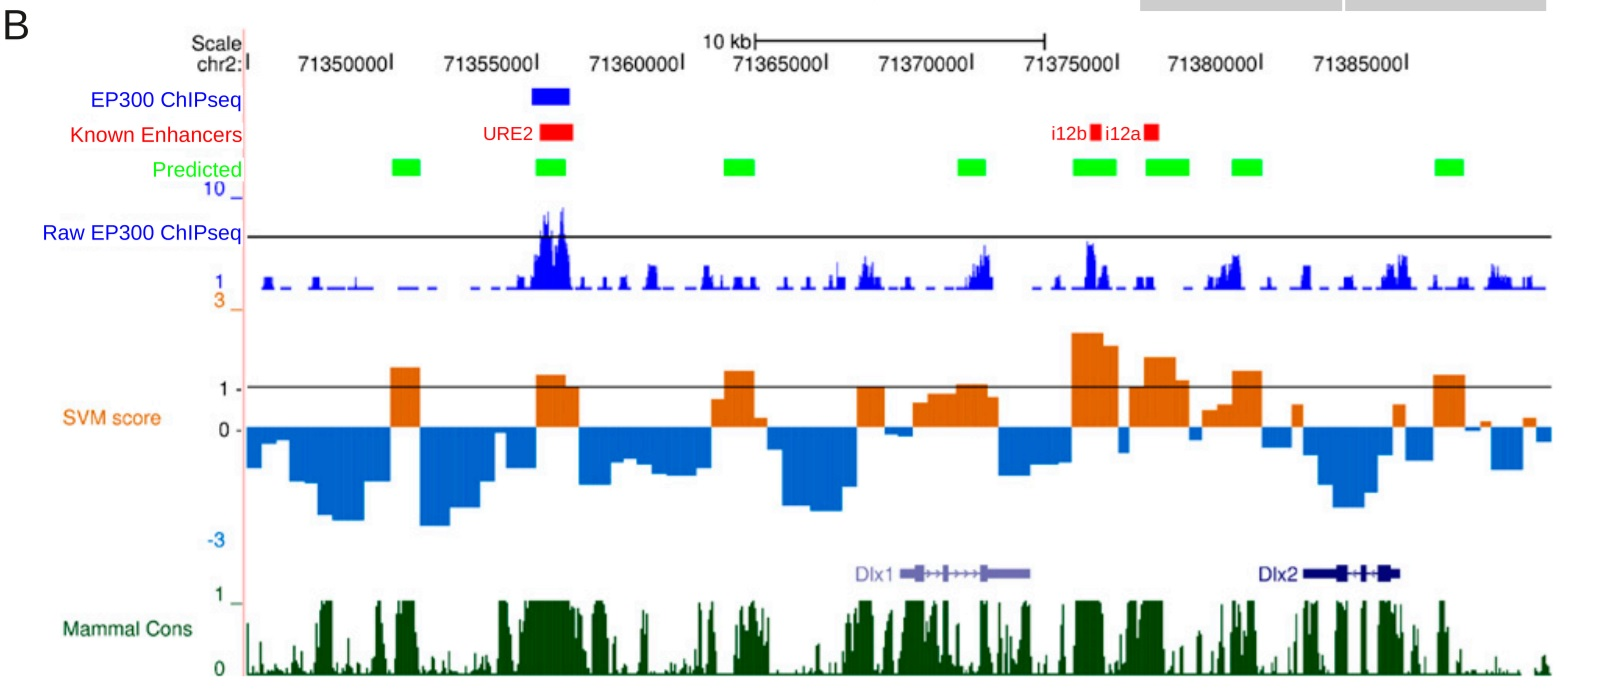 B
Scale 10 kb
chr2: 71350000 71355000 71360000 71365000 71370000 71375000 71380000 71385000
EP300 ChIPseq
Known Enhancers URE2 i12b i12a
Predicted
10
Raw EP300 ChIPseq
1
3
1
SVM score
0
-3
Dlx1 Dlx2
1
Mammal Cons
0